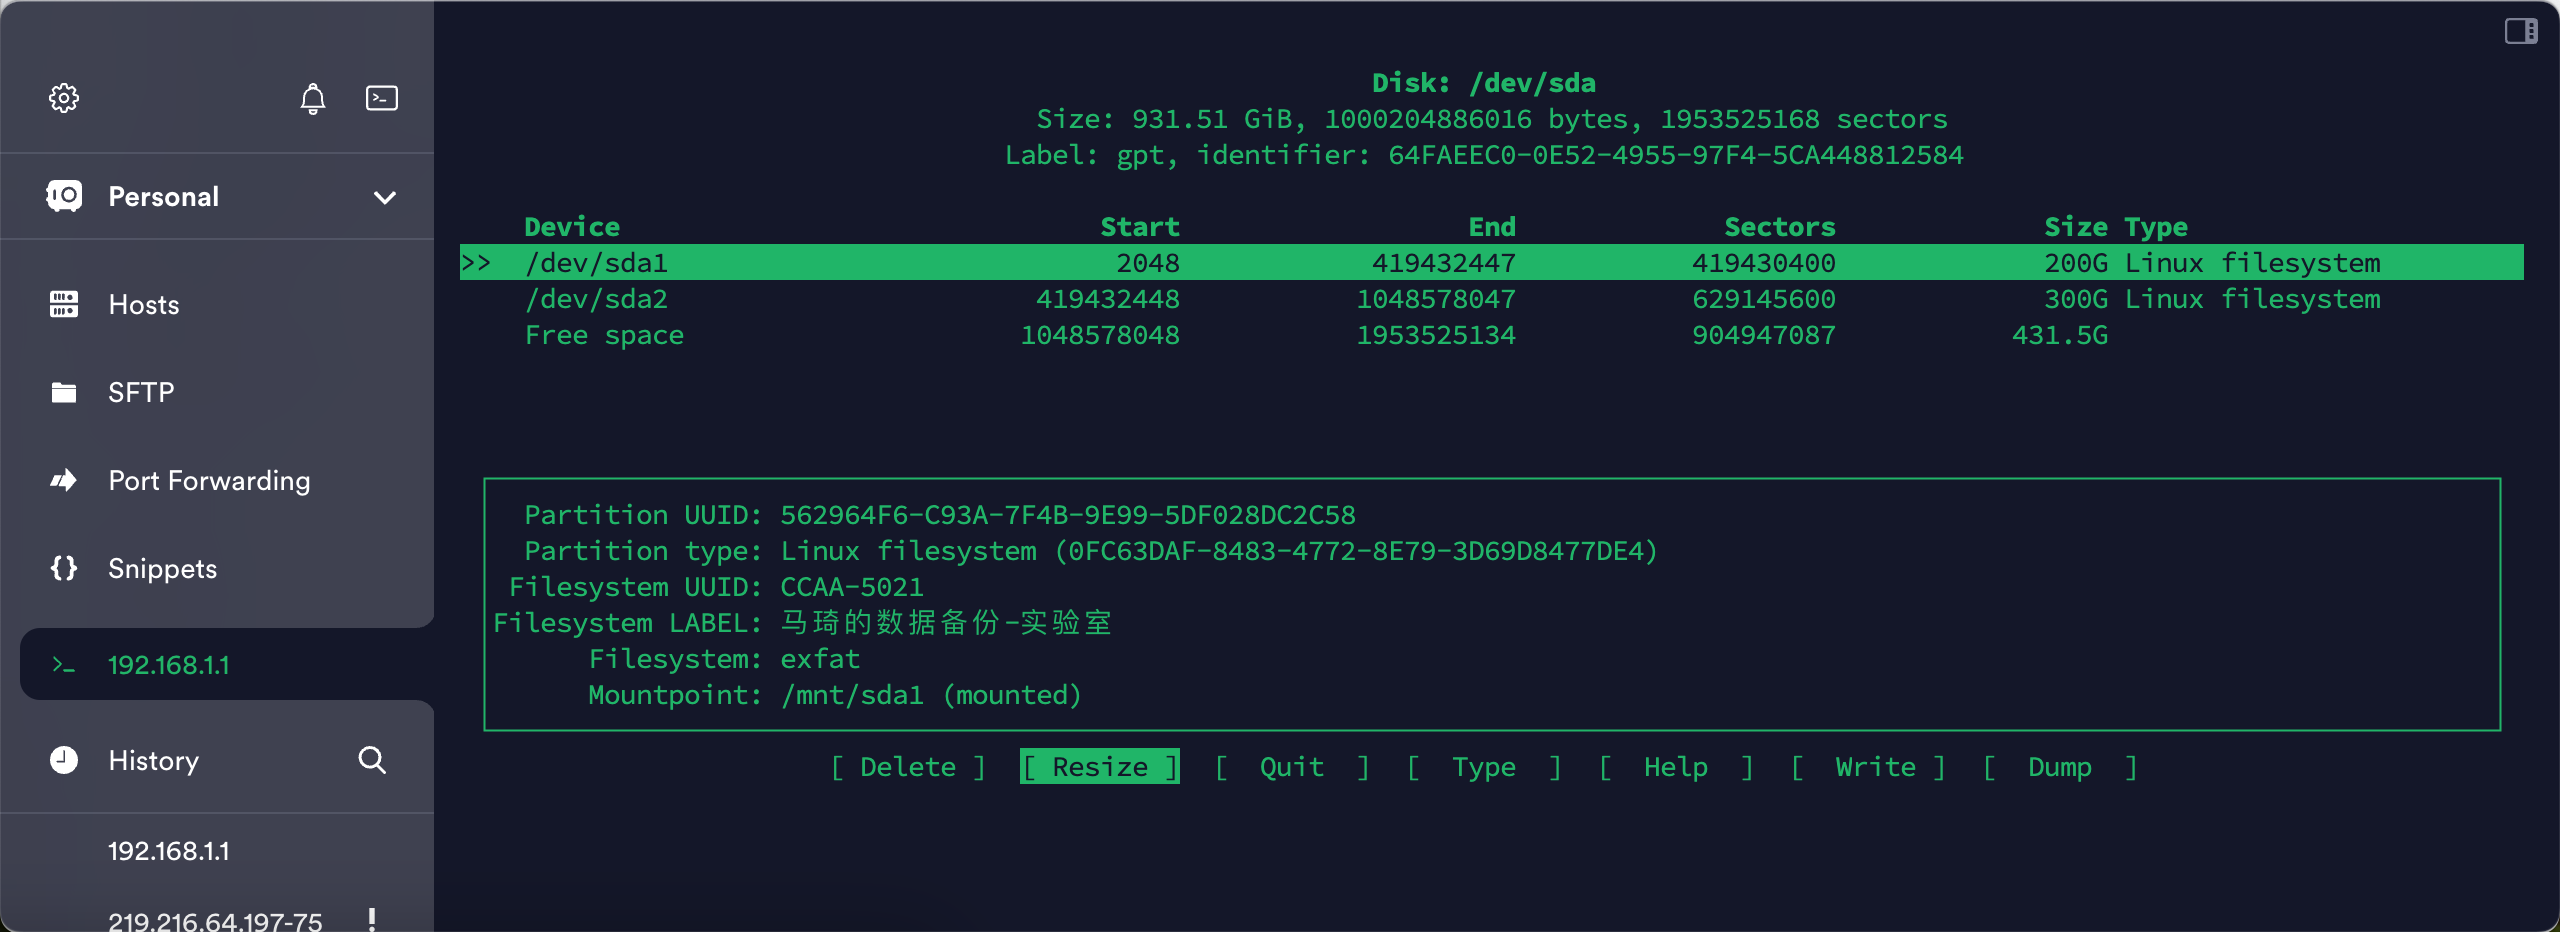 Personal
Hosts
SFTP
Port Forwarding
Snippets
>_ 192.168.1.1
History
192.168.1.1
219.216.64.197-75 !
Disk: /dev/sda
Size: 931.51 GiB, 1000204886016 bytes, 1953525168 sectors
Label: gpt, identifier: 64FAEEC0-0E52-4955-97F4-5CA448812584
Device Start End Sectors Size Type
>> /dev/sda1 2048 419432447 419430400 200G Linux filesystem
/dev/sda2 419432448 1048578047 629145600 300G Linux filesystem
Free space 1048578048 1953525134 904947087 431.5G
Partition UUID: 562964F6-C93A-7F4B-9E99-5DF028DC2C58
Partition type: Linux filesystem (0FC63DAF-8483-4772-8E79-3D69D8477DE4)
Filesystem UUID: CCAA-5021
Filesystem LABEL: 马琦的数据备份-实验室
Filesystem: exfat
Mountpoint: /mnt/sda1 (mounted)
[ Delete ] [ Resize ] [ Quit ] [ Type ] [ Help ] [ Write ] [ Dump ]